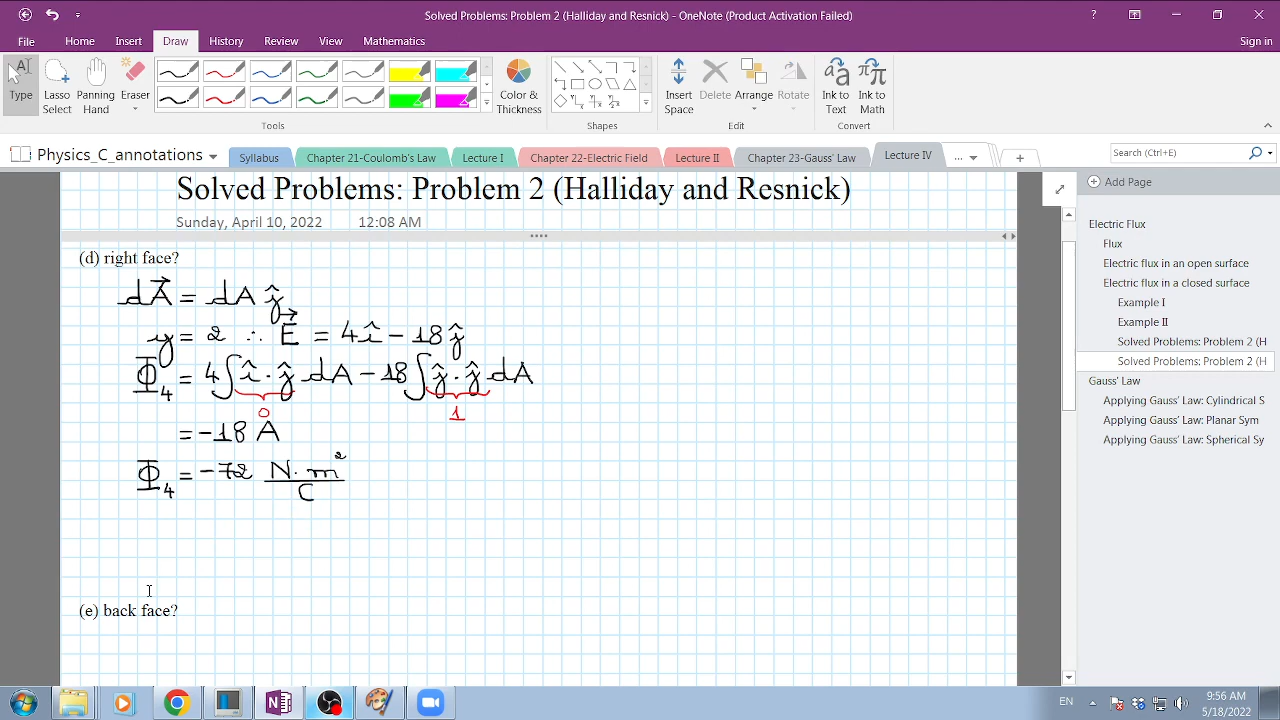 Solved Problems: Problem 2 (Halliday and Resnick) - OneNote (Product Activation Failed)
File Home Insert Draw History Review View Mathematics
Sign in
Type
Lasso Select
Panning Hand
Eraser
Color & Thickness
Insert Space
Delete
Arrange
Rotate
Ink to Text
Ink to Math
Tools
Shapes
Edit
Convert
Physics_C_annotations
Syllabus
Chapter 21-Coulomb's Law
Lecture I
Chapter 22-Electric Field
Lecture II
Chapter 23-Gauss' Law
Lecture IV
...
Search (Ctrl+E)
Solved Problems: Problem 2 (Halliday and Resnick)
Sunday, April 10, 2022 12:08 AM
(d) right face?
dA⃗ = dA ĵ
y = 2 ∴ E⃗ = 4î − 18ĵ
Φ₄ = 4∫ î · ĵ dA − 18∫ ĵ · ĵ dA
0 1
= −18 A
Φ₄ = −72 N·m²/C
(e) back face?
Add Page
Electric Flux
Flux
Electric flux in an open surface
Electric flux in a closed surface
Example I
Example II
Solved Problems: Problem 2 (H
Solved Problems: Problem 2 (H
Gauss' Law
Applying Gauss' Law: Cylindrical S
Applying Gauss' Law: Planar Sym
Applying Gauss' Law: Spherical Sy
EN
9:56 AM
5/18/2022